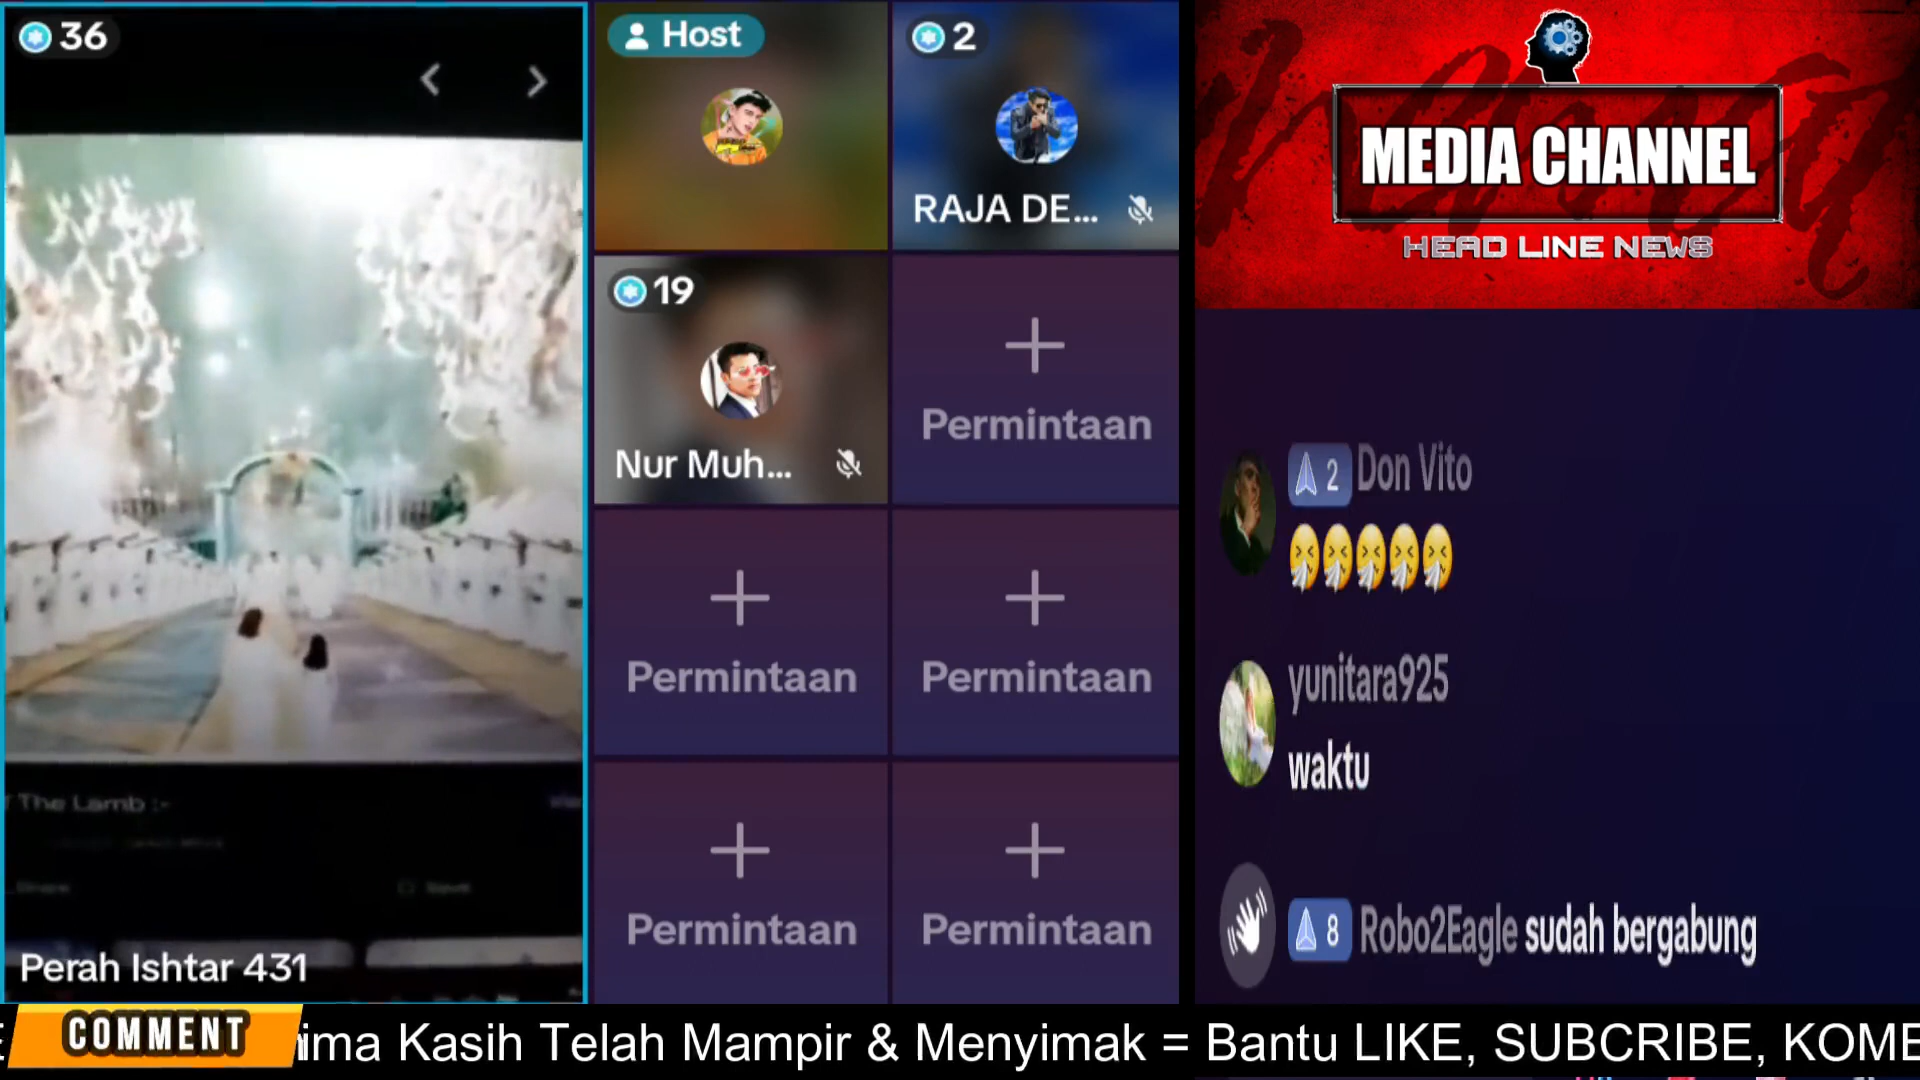 36
The Lamb :-
Save
Perah Ishtar 431
Host
2
RAJA DE...
19
Nur Muh...
Permintaan
Permintaan
Permintaan
Permintaan
Permintaan
MEDIA CHANNEL
HEAD LINE NEWS
2 Don Vito
🤧🤧🤧🤧🤧
yunitara925
waktu
8 Robo2Eagle sudah bergabung
COMMENT
ima Kasih Telah Mampir & Menyimak = Bantu LIKE, SUBCRIBE, KOME